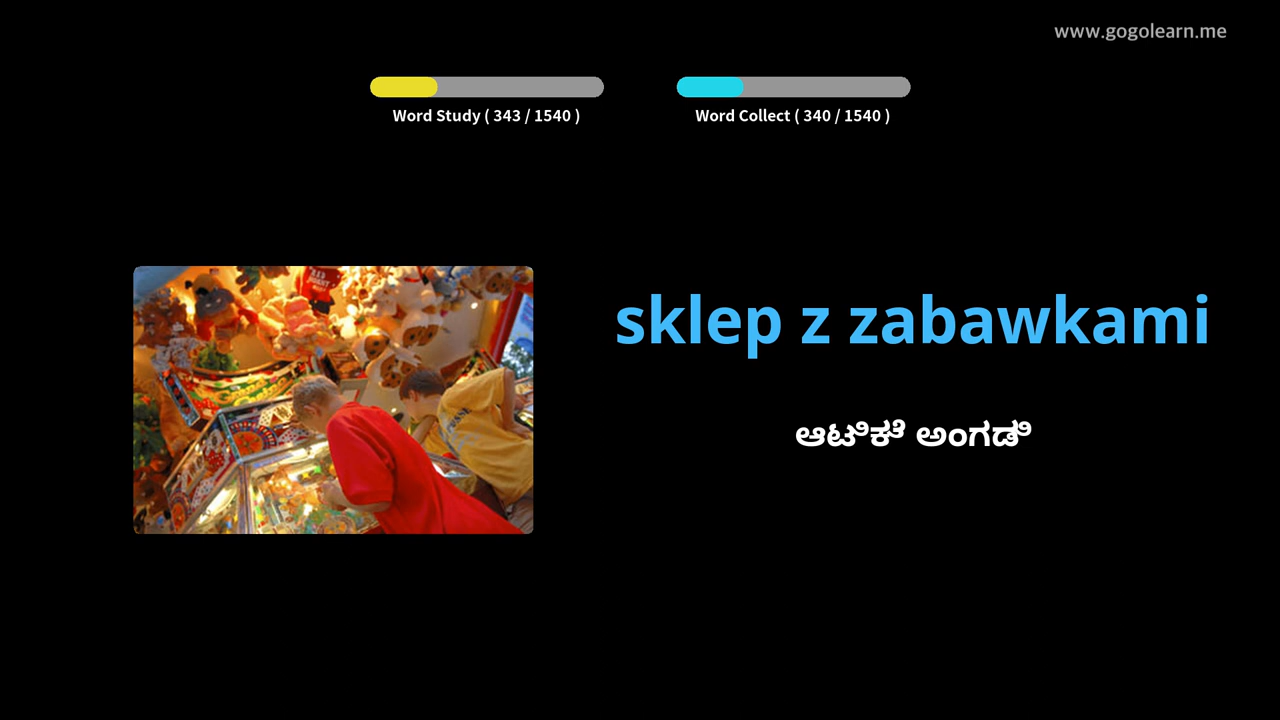 www.gogolearn.me
Word Study ( 343 / 1540 )
Word Collect ( 340 / 1540 )
sklep z zabawkami
ಆಟಿಕೆ ಅಂಗಡಿ